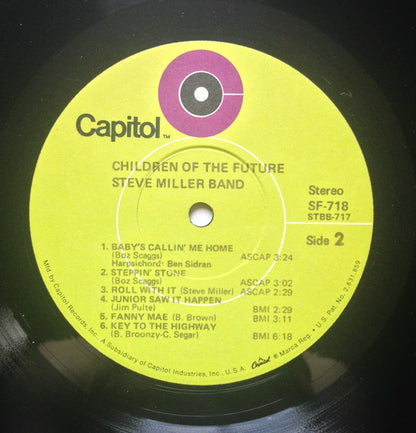 Capitol TM
CHILDREN OF THE FUTURE
STEVE MILLER BAND
Stereo
SF-718
STBB-717
Side 2
1. BABY'S CALLIN' ME HOME
(Boz Scaggs) ASCAP 3:24
Harpsichord: Ben Sidran
2. STEPPIN' STONE
(Boz Scaggs) ASCAP 3:02
3. ROLL WITH IT (Steve Miller) ASCAP 2:29
4. JUNIOR SAW IT HAPPEN
(Jim Pulte) BMI 2:29
5. FANNY MAE (B. Brown) BMI 3:11
6. KEY TO THE HIGHWAY
(B. Broonzy-C. Segar) BMI 6:18
Mfd. by Capitol Records, Inc. A Subsidiary of Capitol Industries, Inc., U.S.A. Capitol ® Marca Reg. • U.S. Pat. No. 2,631,859